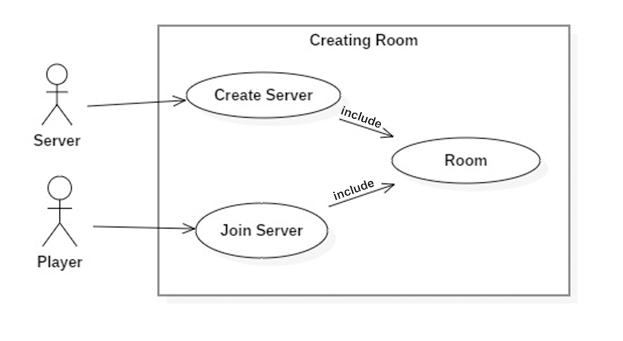 Creating Room
Create Server
include
Server
Room
include
Join Server
Player